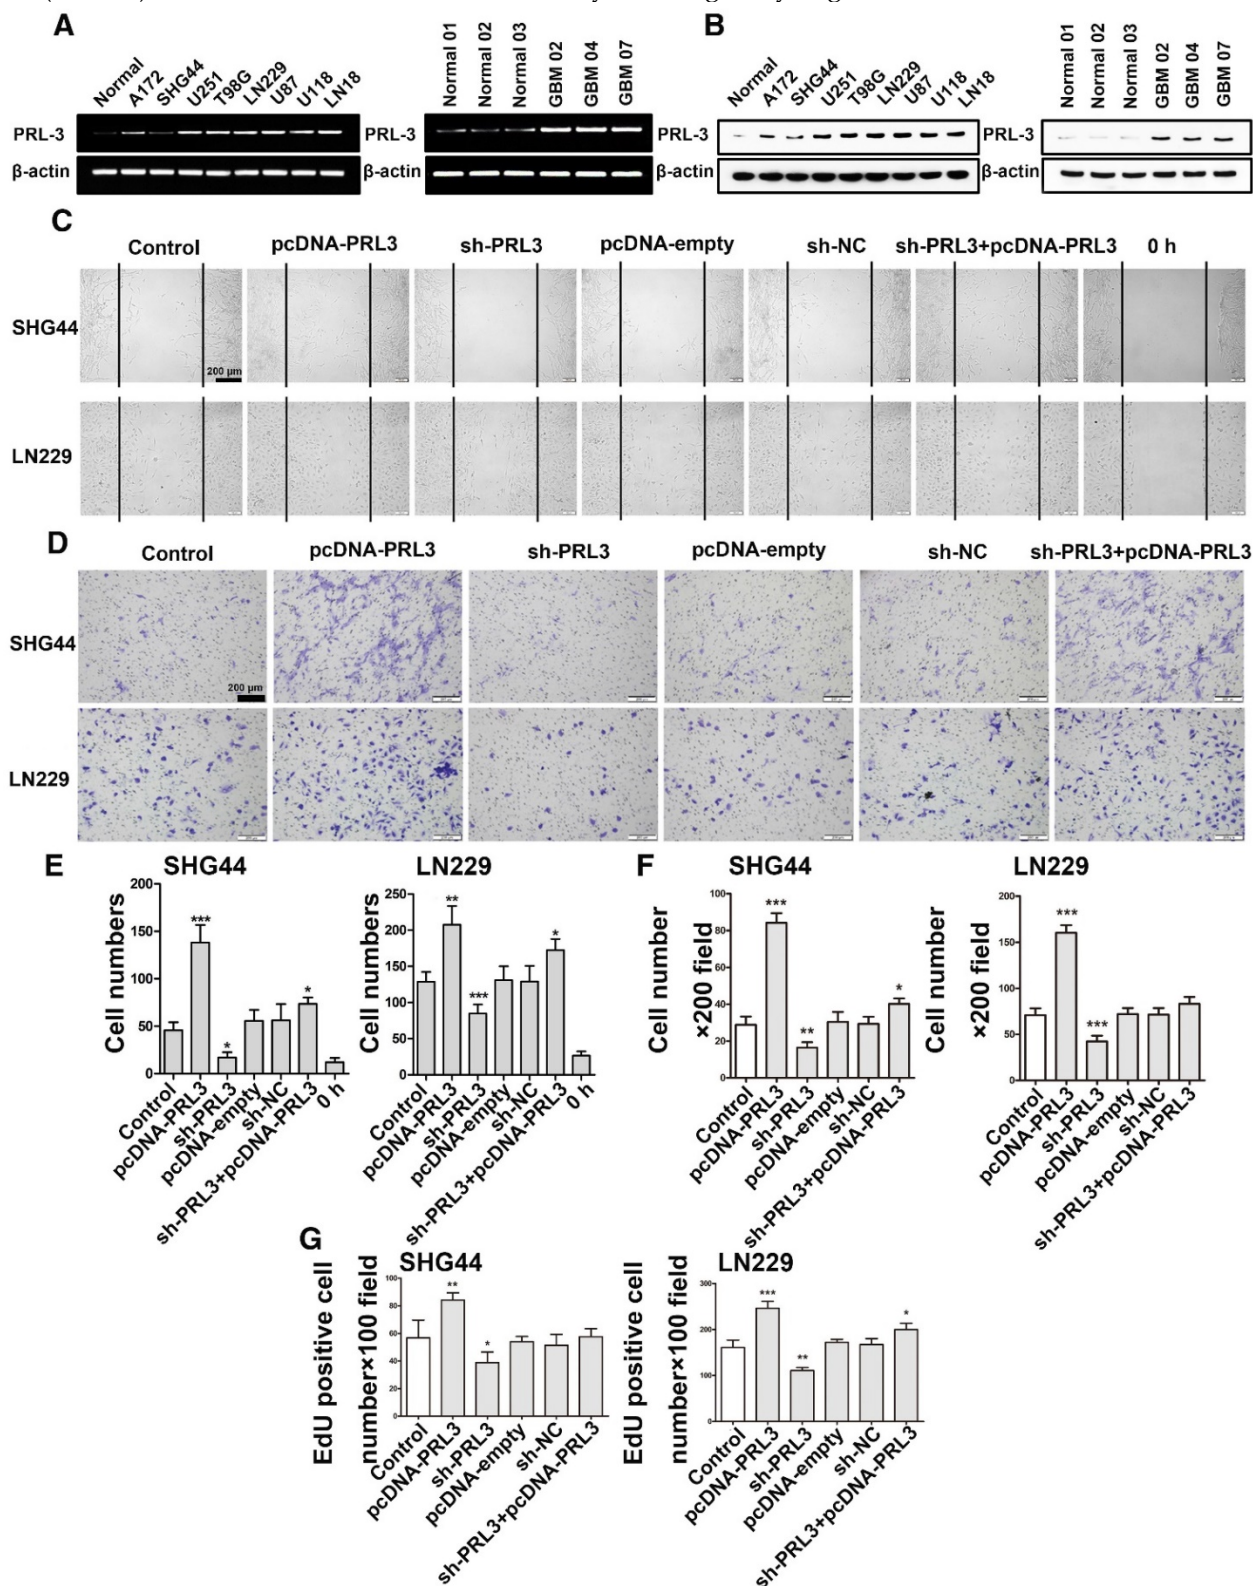 A
B
Normal
A172
SHG44
U251
T98G
LN229
U87
U118
LN18
Normal 01
Normal 02
Normal 03
GBM 02
GBM 04
GBM 07
Normal
A172
SHG44
U251
T98G
LN229
U87
U118
LN18
Normal 01
Normal 02
Normal 03
GBM 02
GBM 04
GBM 07
PRL-3
PRL-3
PRL-3
PRL-3
β-actin
β-actin
β-actin
β-actin
C
Control
pcDNA-PRL3
sh-PRL3
pcDNA-empty
sh-NC
sh-PRL3+pcDNA-PRL3
0 h
SHG44
200 μm
LN229
D
Control
pcDNA-PRL3
sh-PRL3
pcDNA-empty
sh-NC
sh-PRL3+pcDNA-PRL3
SHG44
200 μm
LN229
E
SHG44
Cell numbers
200
150
100
50
0
***
*
*
Control
pcDNA-PRL3
sh-PRL3
pcDNA-empty
sh-NC
sh-PRL3+pcDNA-PRL3
0 h
LN229
Cell numbers
250
200
150
100
50
0
**
***
*
Control
pcDNA-PRL3
sh-PRL3
pcDNA-empty
sh-NC
sh-PRL3+pcDNA-PRL3
0 h
F
SHG44
Cell number
×200 field
100
80
60
40
20
0
***
**
*
Control
pcDNA-PRL3
sh-PRL3
pcDNA-empty
sh-NC
sh-PRL3+pcDNA-PRL3
LN229
Cell number
×200 field
200
150
100
50
0
***
***
Control
pcDNA-PRL3
sh-PRL3
pcDNA-empty
sh-NC
sh-PRL3+pcDNA-PRL3
G
SHG44
EdU positive cell
number×100 field
100
80
60
40
20
0
**
*
Control
pcDNA-PRL3
sh-PRL3
pcDNA-empty
sh-NC
sh-PRL3+pcDNA-PRL3
LN229
EdU positive cell
number×100 field
300
200
100
0
***
**
*
Control
pcDNA-PRL3
sh-PRL3
pcDNA-empty
sh-NC
sh-PRL3+pcDNA-PRL3